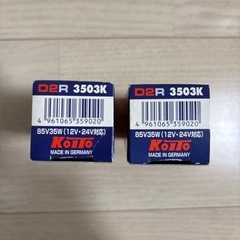 D2R 3503K
4 961065 359020
85V35W(12V・24V対応)
KOITO
MADE IN GERMANY
D2R 3503K
4 961065 359020
85V35W(12V・24V対応)
KOITO
MADE IN GERMANY